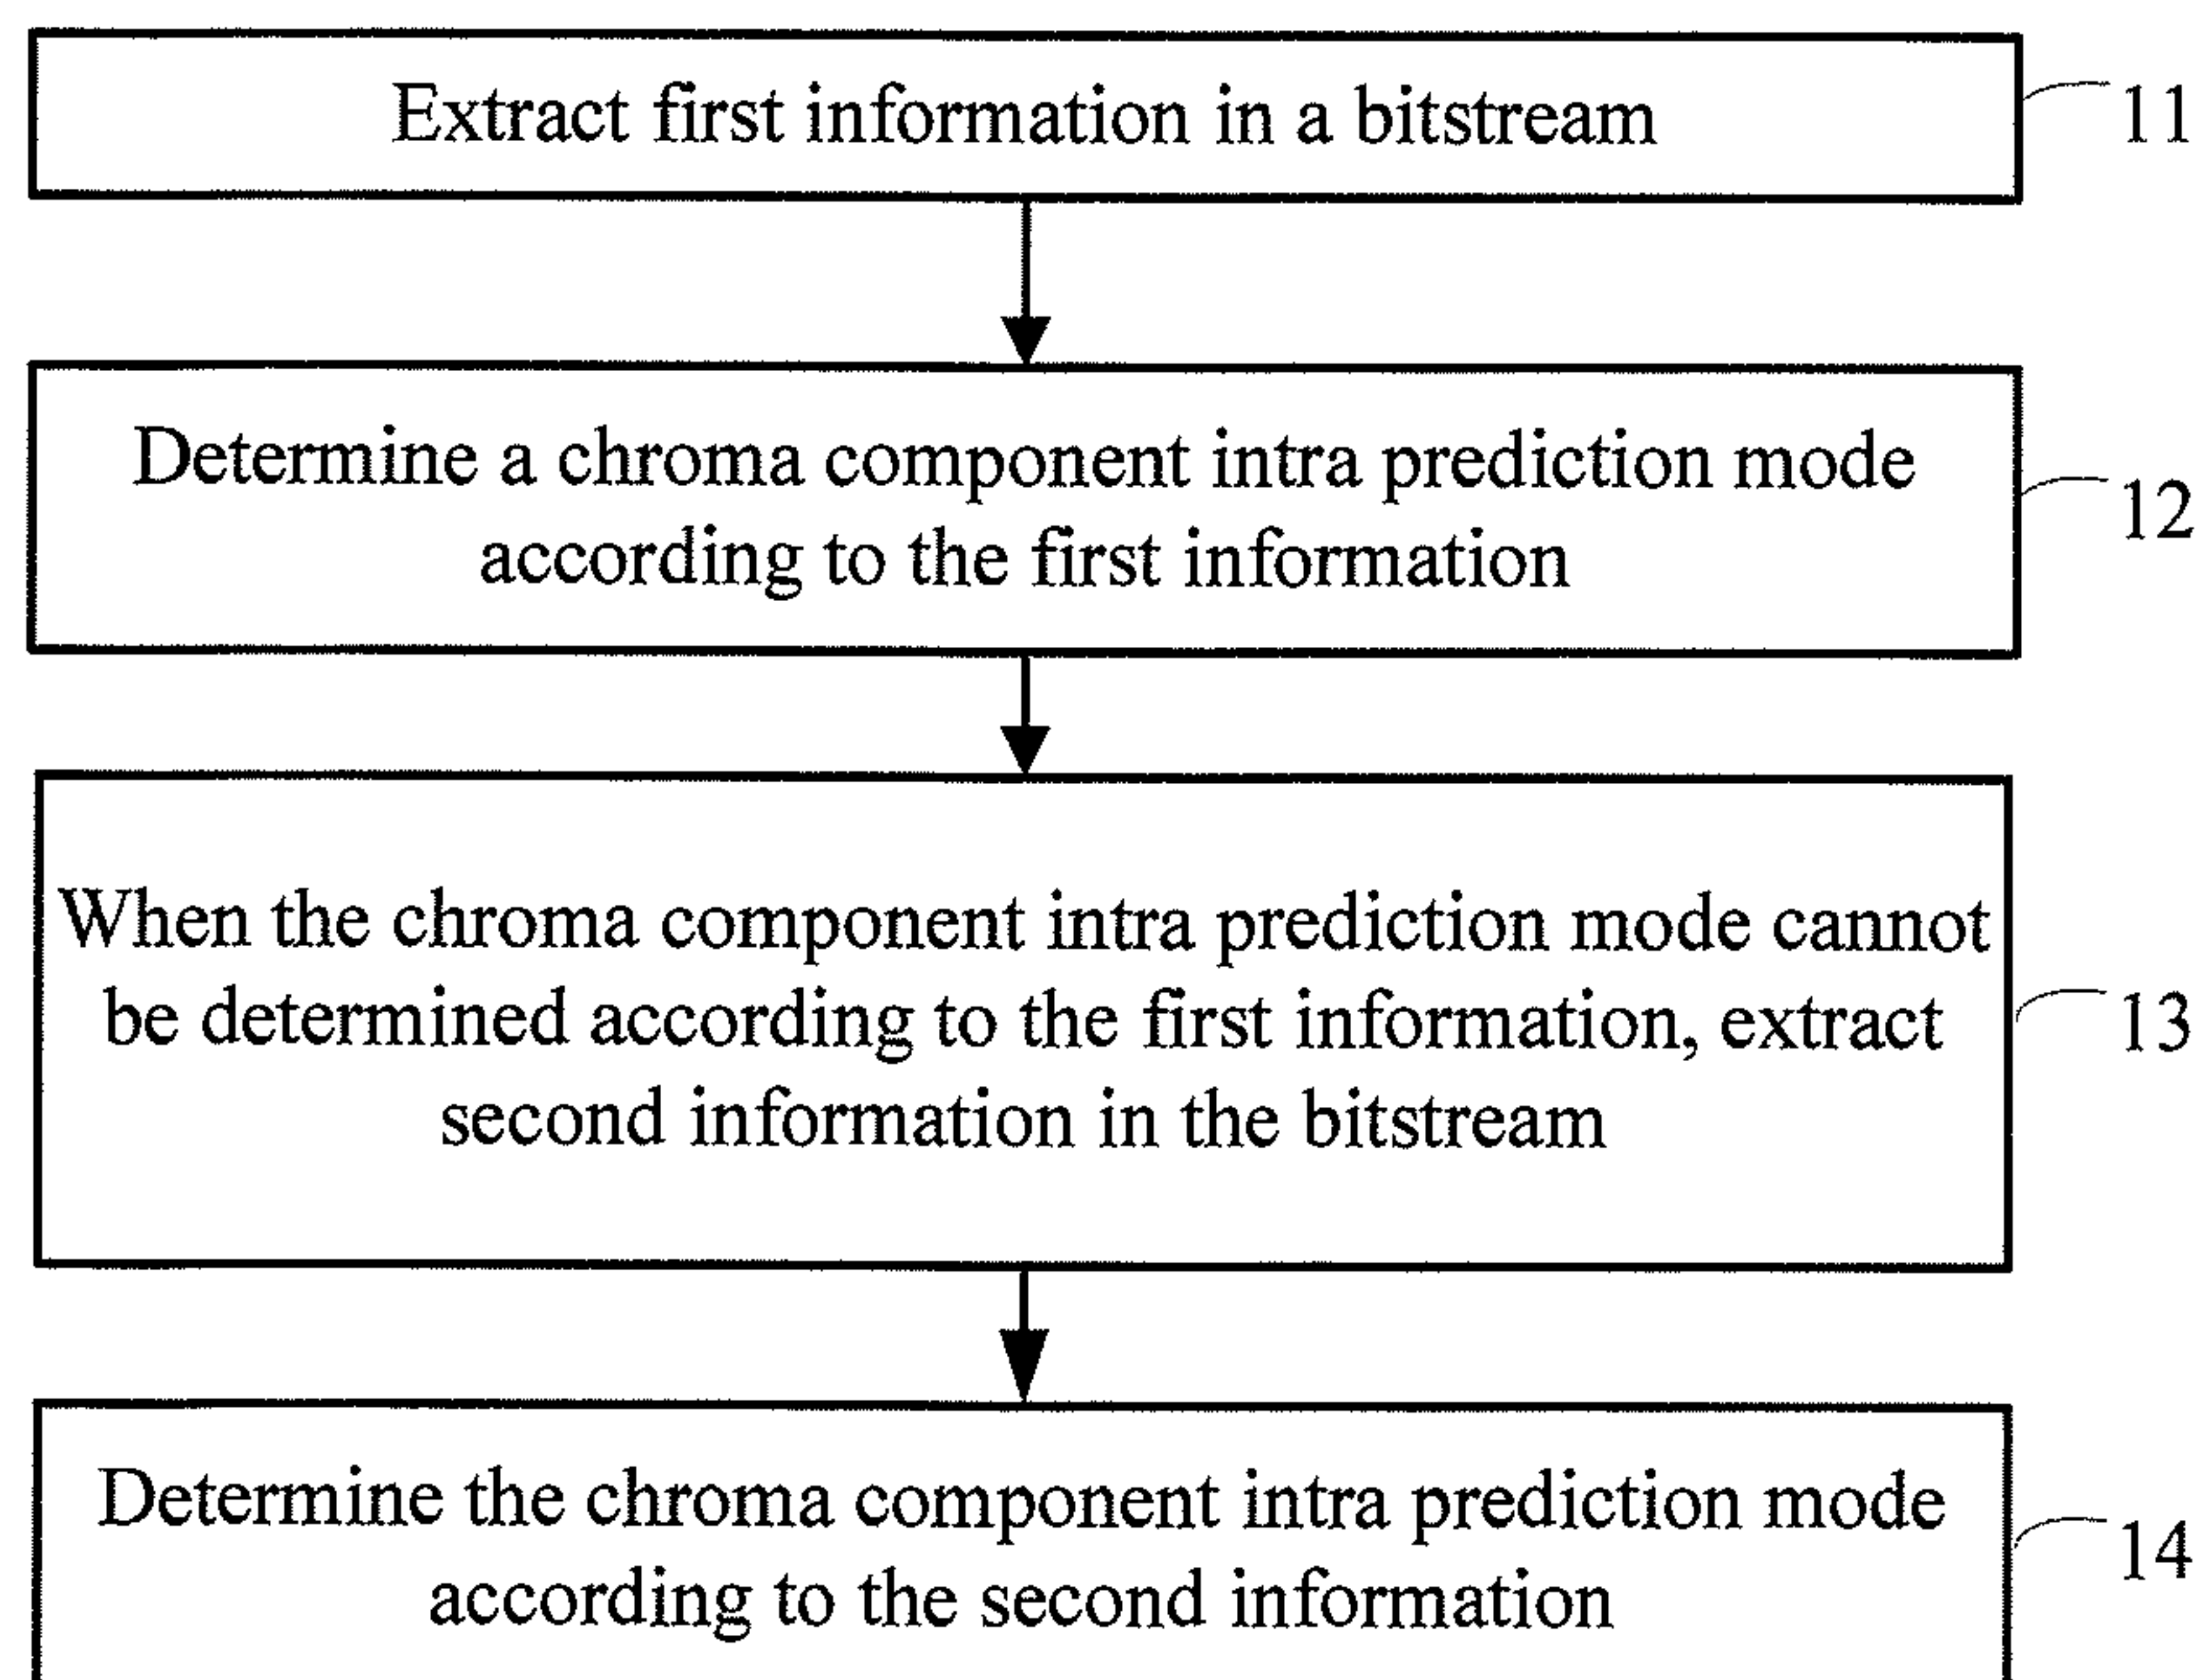 Extract first information in a bitstream
11
Determine a chroma component intra prediction mode
according to the first information
12
When the chroma component intra prediction mode cannot
be determined according to the first information, extract
second information in the bitstream
13
Determine the chroma component intra prediction mode
according to the second information
14